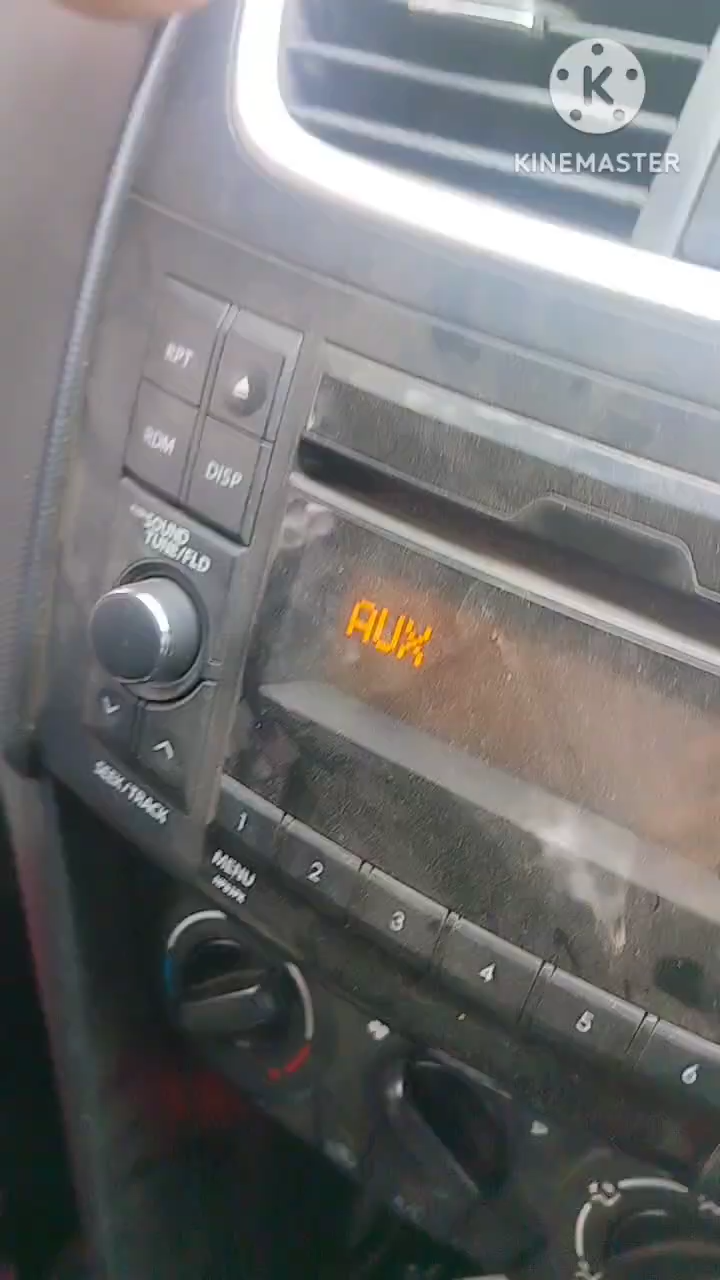 K
KINEMASTER
RPT
RDM
DISP
SOUND
TUNE/FLD
AUX
SEEK/TRACK
1
2
3
4
5
6
MENU